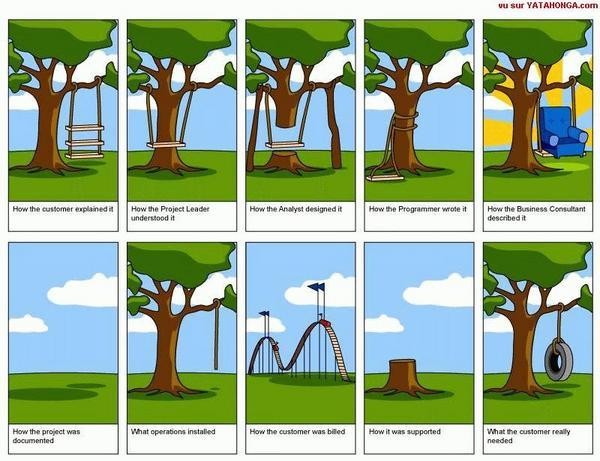 vu sur YATAHONGA.com
How the customer explained it
How the Project Leader
understood it
How the Analyst designed it
How the Programmer wrote it
How the Business Consultant
described it
How the project was
documented
What operations installed
How the customer was billed
How it was supported
What the customer really
needed